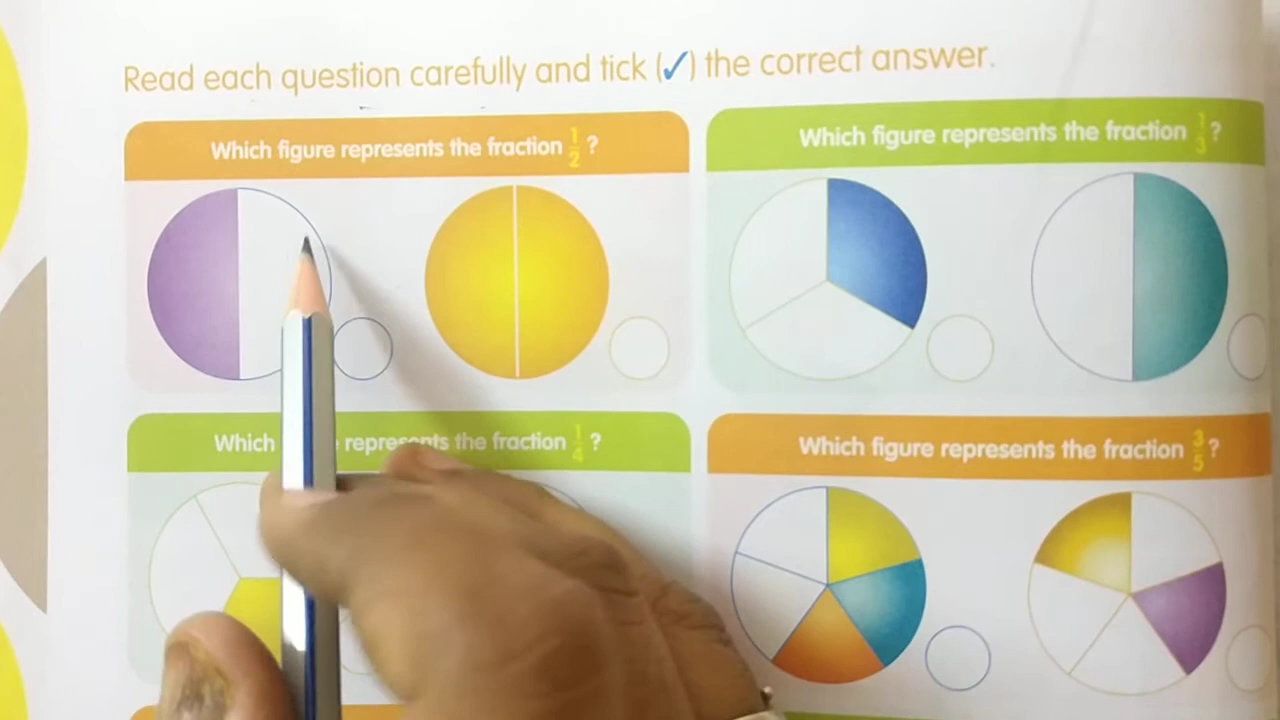 Read each question carefully and tick (✓) the correct answer.
Which figure represents the fraction 1/2 ?
Which figure represents the fraction 1/3 ?
Which represents the fraction 1/4 ?
Which figure represents the fraction 3/5 ?